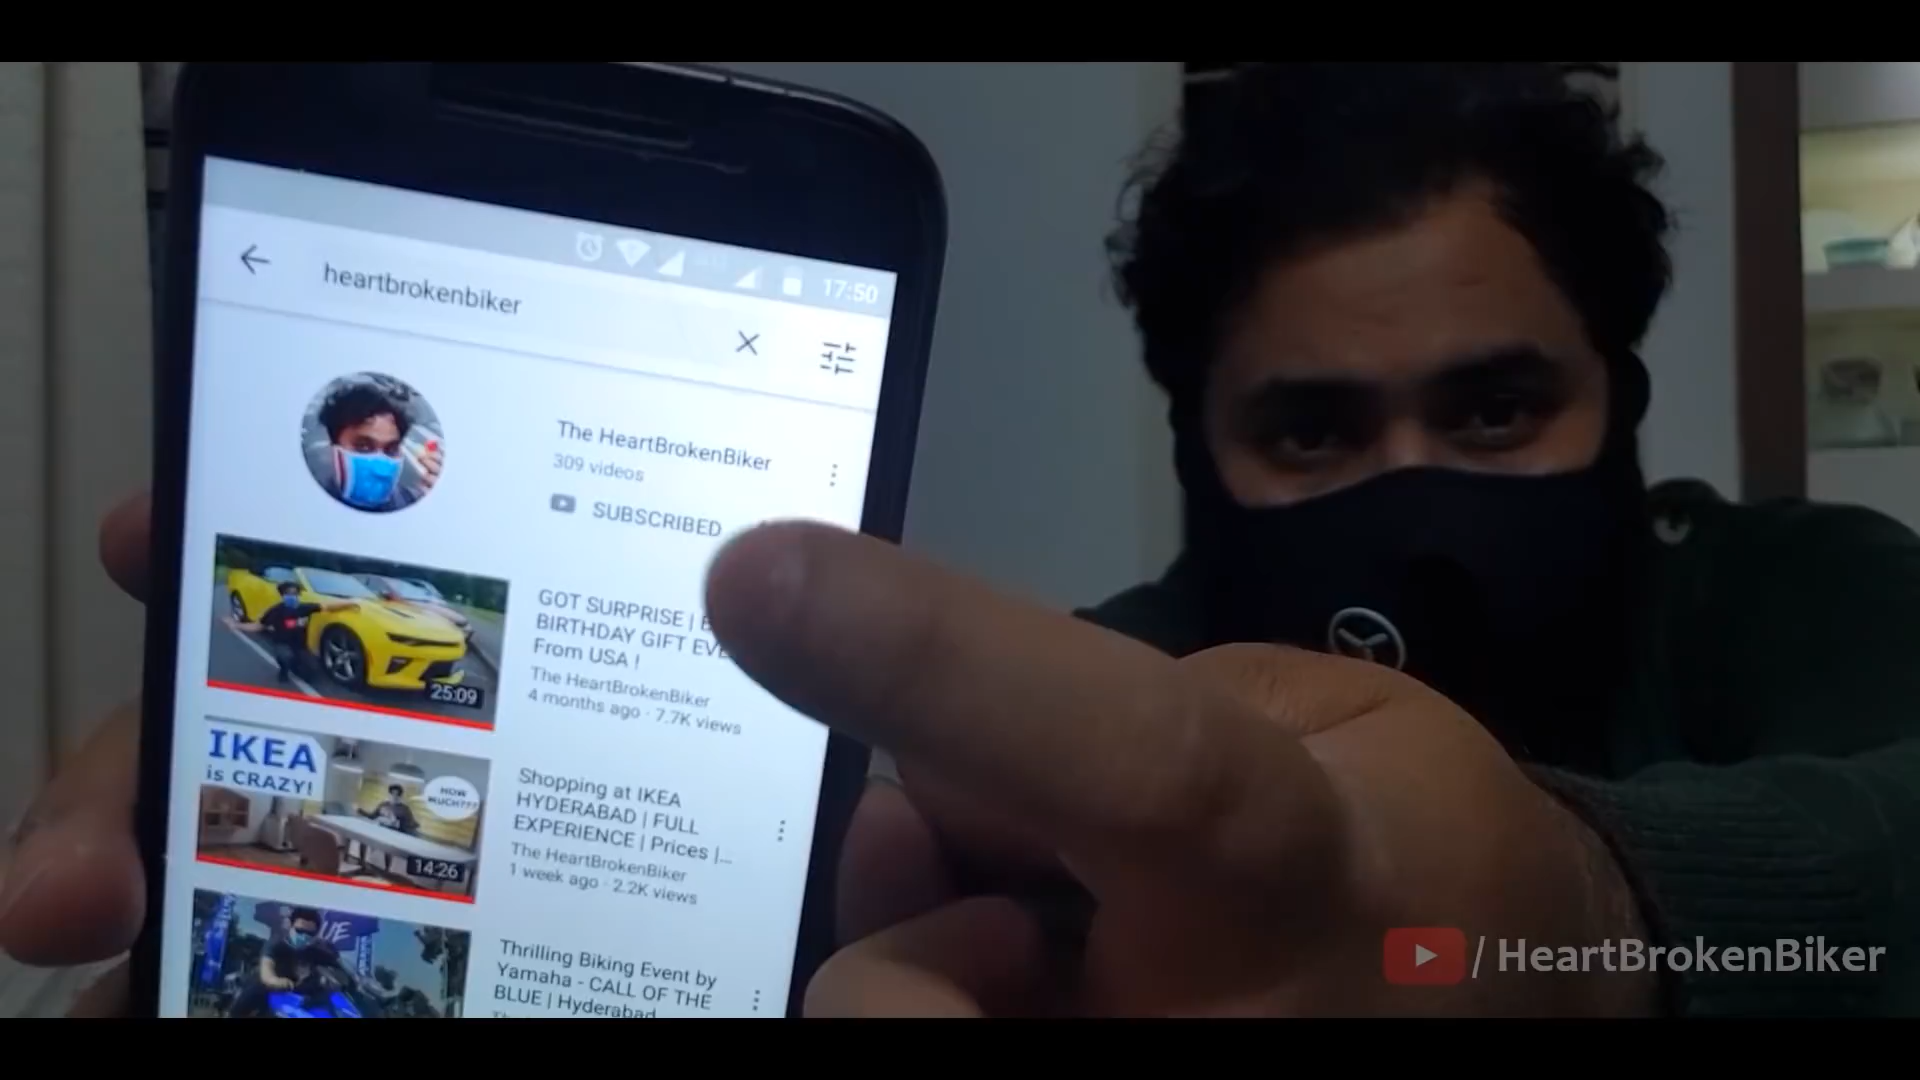 17:50
heartbrokenbiker
The HeartBrokenBiker
309 videos
SUBSCRIBED
GOT SURPRISE |
BIRTHDAY GIFT
From USA !
The HeartBrokenBiker
4 months ago · 7.7K views
25:09
IKEA
is CRAZY!
HOW
MUCH???
14:26
Shopping at IKEA
HYDERABAD | FULL
EXPERIENCE | Prices |...
The HeartBrokenBiker
1 week ago · 2.2K views
Thrilling Biking Event by
Yamaha - CALL OF THE
BLUE | Hyderabad
/ HeartBrokenBiker